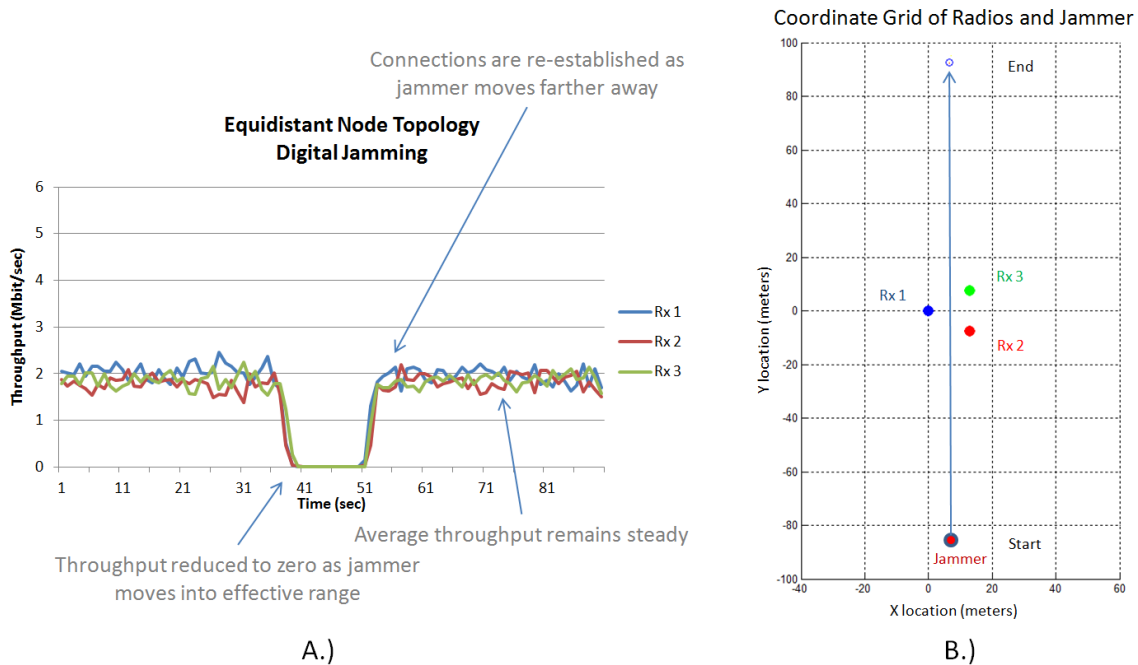 Connections are re-established as
jammer moves farther away
Equidistant Node Topology
Digital Jamming
6
5
4
3
2
1
0
Throughput (Mbit/sec)
1
11
21
31
41
51
61
71
81
Time (sec)
Rx 1
Rx 2
Rx 3
Average throughput remains steady
Throughput reduced to zero as jammer
moves into effective range
A.)
Coordinate Grid of Radios and Jammer
100
80
60
40
20
0
-20
-40
-60
-80
-100
Y location (meters)
End
Rx 3
Rx 1
Rx 2
Start
Jammer
-40
-20
0
20
40
60
X location (meters)
B.)